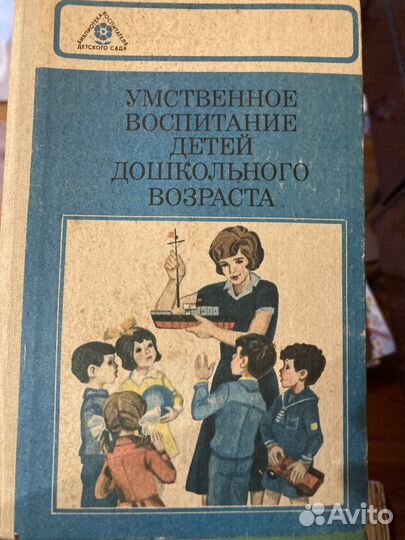 БИБЛИОТЕКА ВОСПИТАТЕЛЯ
ДЕТСКОГО САДА
УМСТВЕННОЕ
ВОСПИТАНИЕ
ДЕТЕЙ
ДОШКОЛЬНОГО
ВОЗРАСТА
Avito